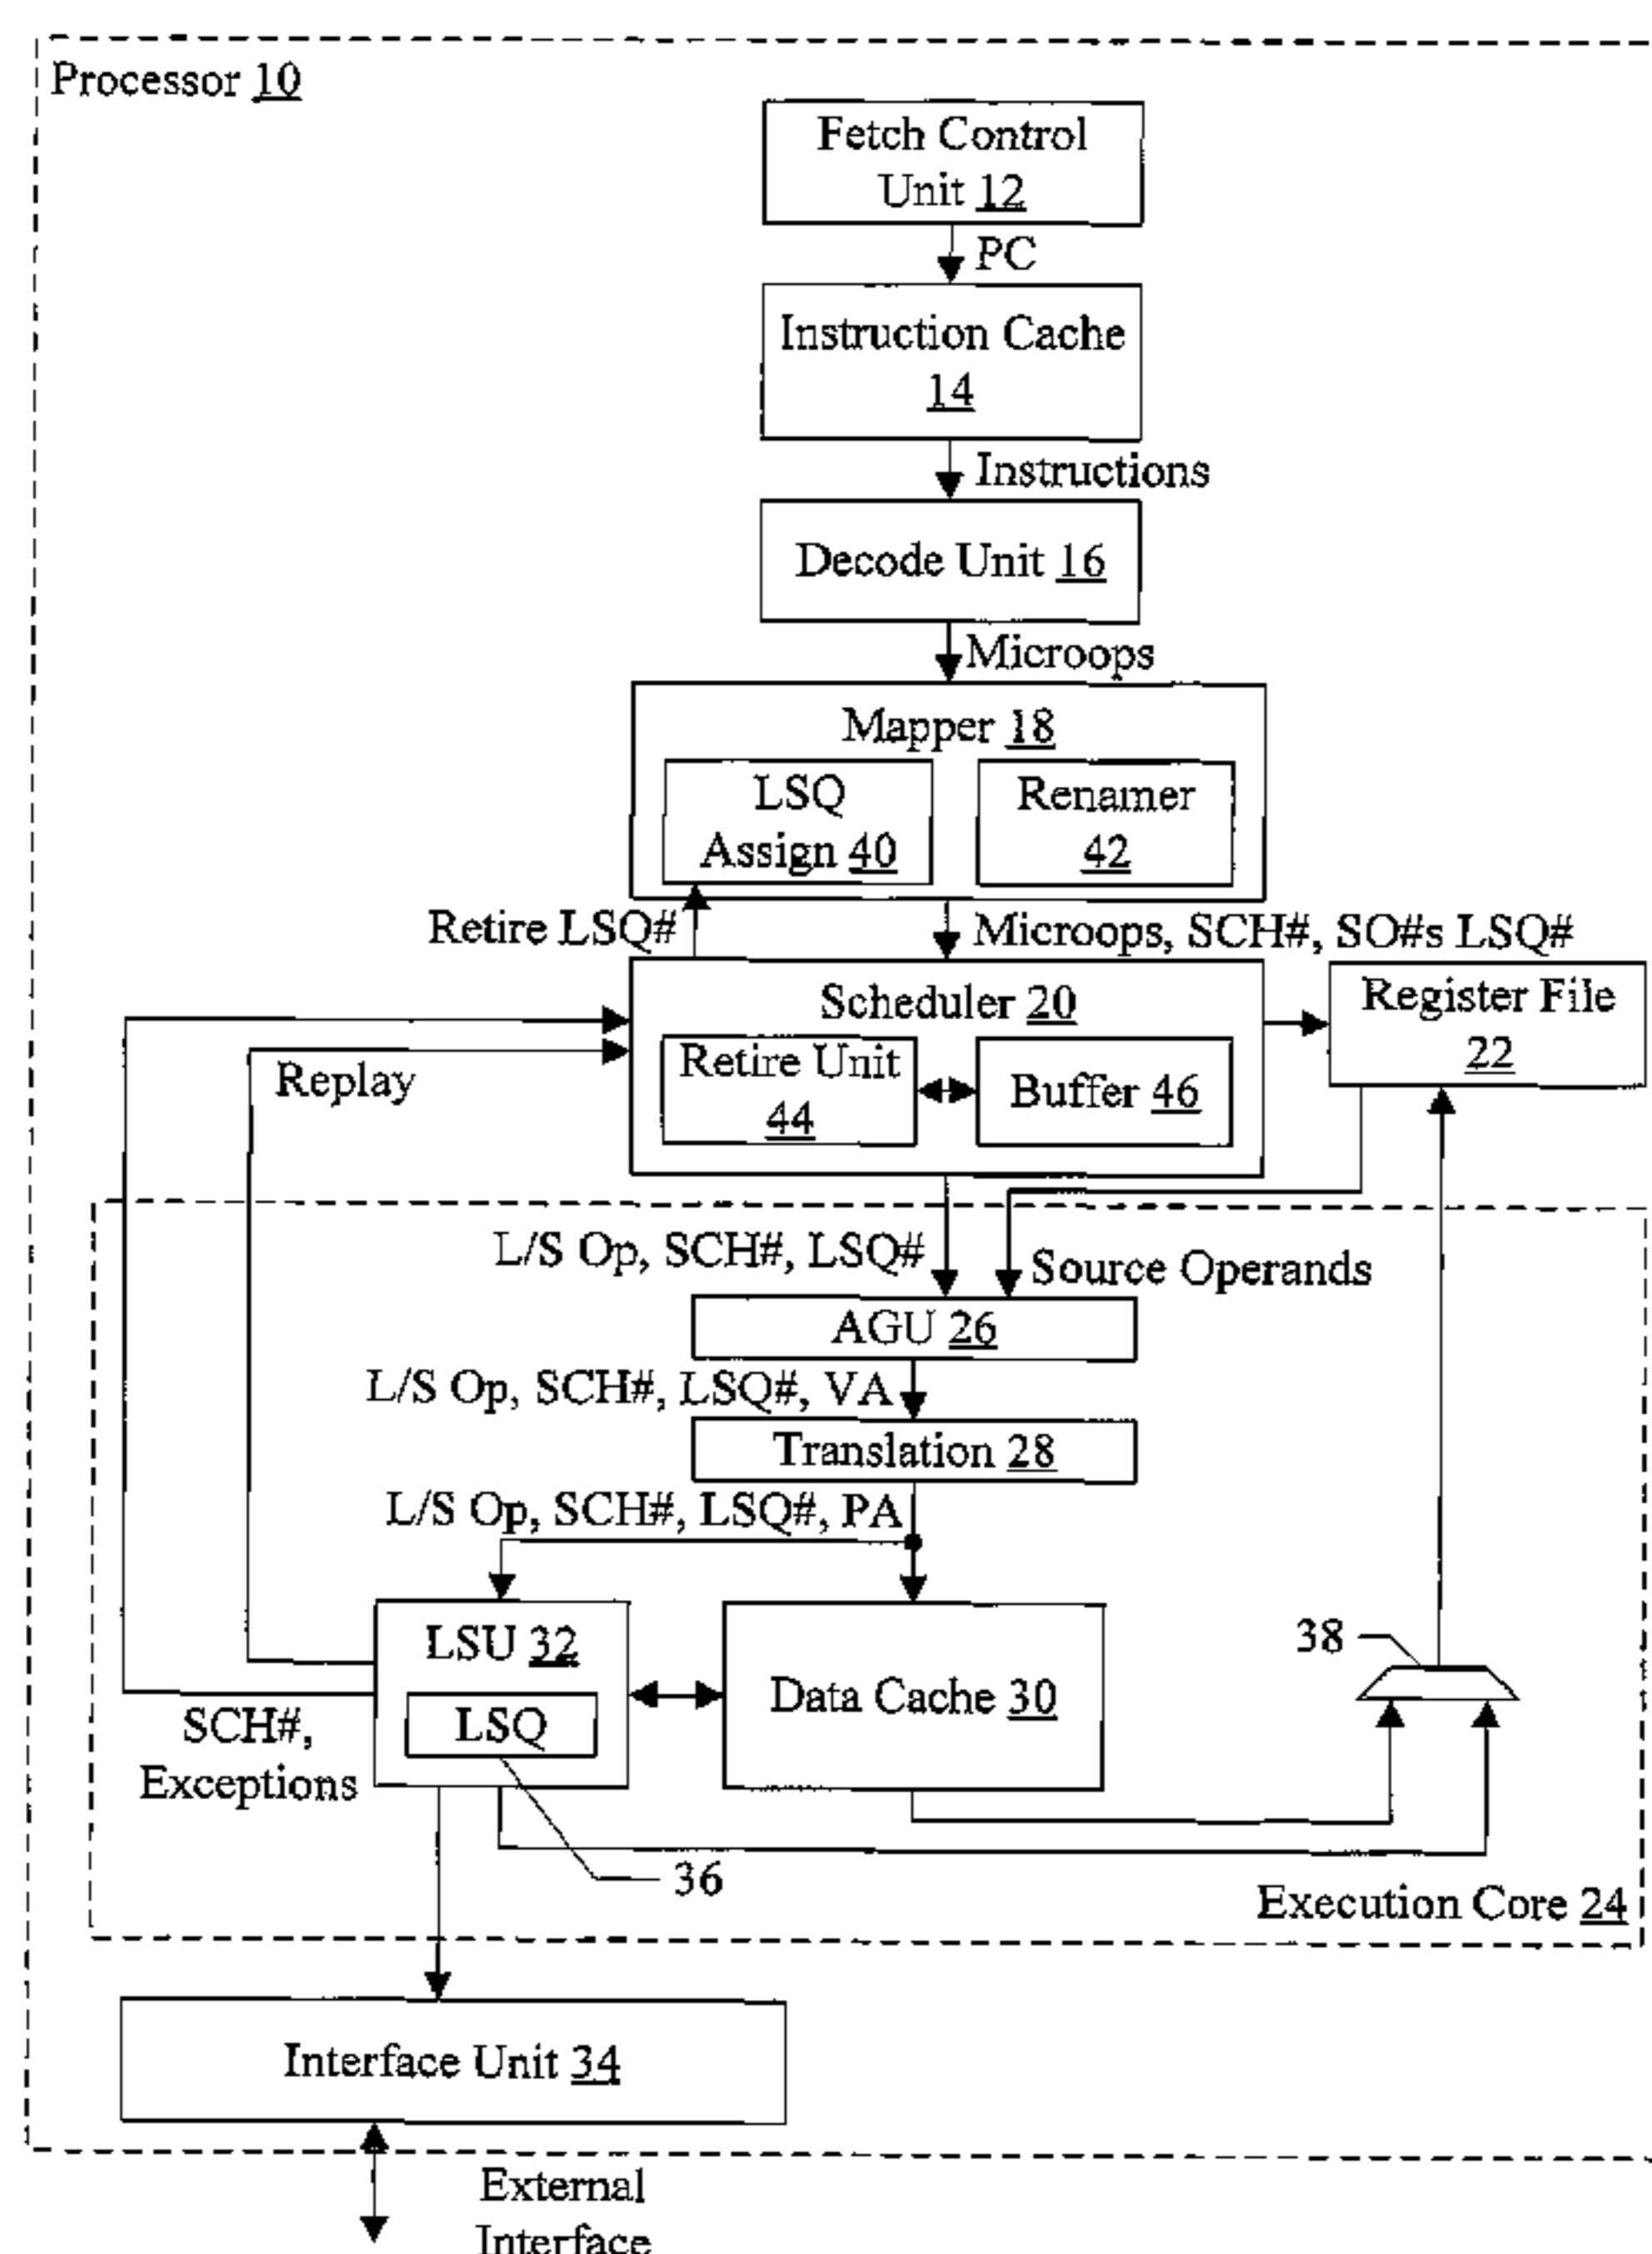 Processor 10
Fetch Control
Unit 12
PC
Instruction Cache
14
Instructions
Decode Unit 16
Microops
Mapper 18
LSQ
Assign 40
Renamer
42
Retire LSQ#
Microops, SCH#, SO#s LSQ#
Scheduler 20
Retire Unit
44
Buffer 46
Register File
22
Replay
L/S Op, SCH#, LSQ#
Source Operands
AGU 26
L/S Op, SCH#, LSQ#, VA
Translation 28
L/S Op, SCH#, LSQ#, PA
LSU 32
LSQ
Data Cache 30
38
SCH#,
Exceptions
36
Execution Core 24
Interface Unit 34
External
Interface